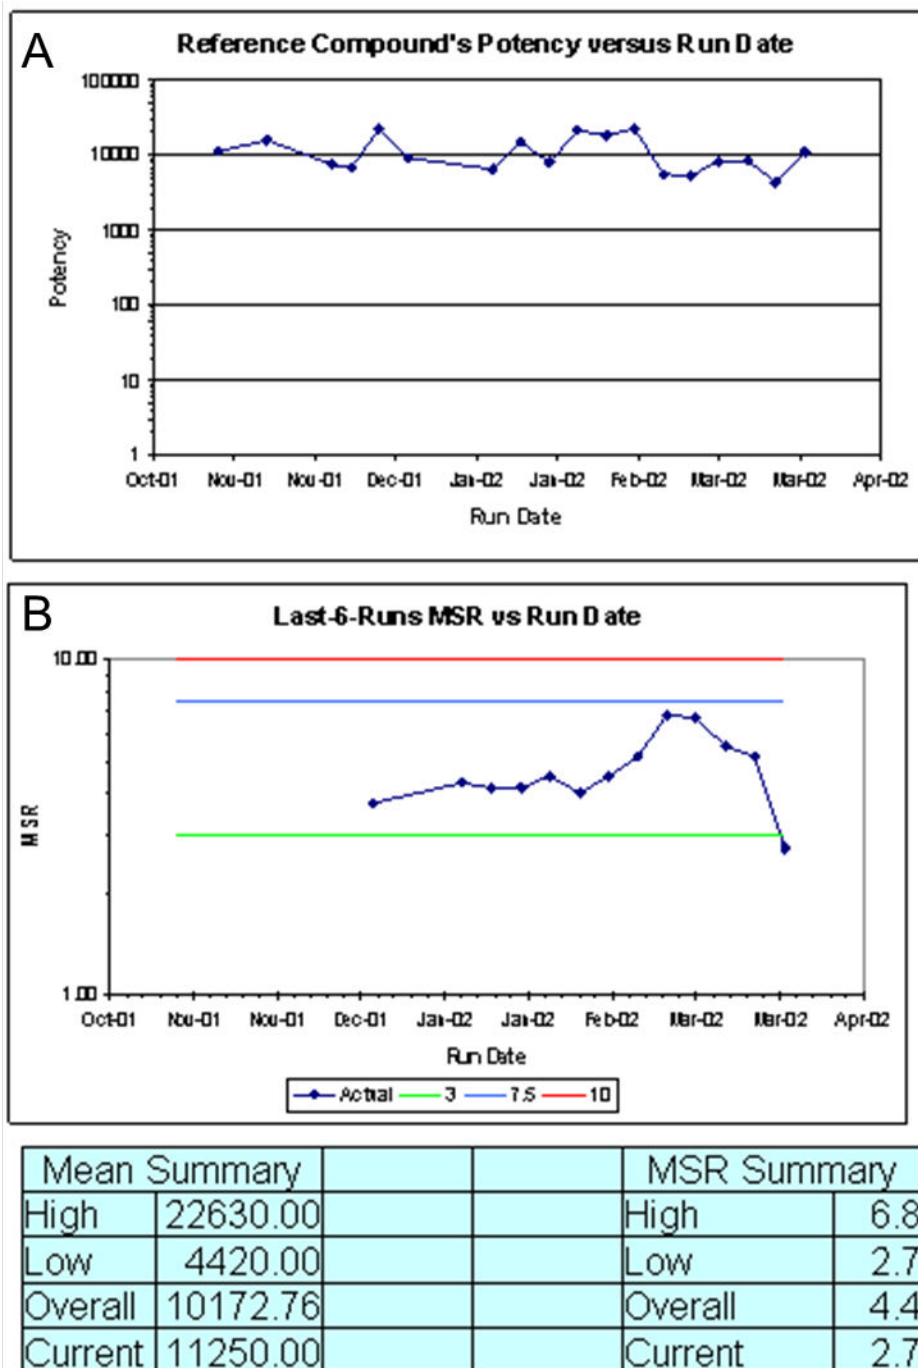 A
Reference Compound's Potency versus Run Date
100000
10000
1000
100
10
1
Potency
Oct-01 Nov-01 Nov-01 Dec-01 Jan-02 Jan-02 Feb-02 Mar-02 Mar-02 Apr-02
Run Date
B
Last-6-Runs MSR vs Run Date
10.00
1.00
MSR
Oct-01 Nov-01 Nov-01 Dec-01 Jan-02 Jan-02 Feb-02 Mar-02 Mar-02 Apr-02
Run Date
Actual 3 7.5 10
Mean Summary MSR Summary
High 22630.00 High 6.8
Low 4420.00 Low 2.7
Overall 10172.76 Overall 4.4
Current 11250.00 Current 2.7